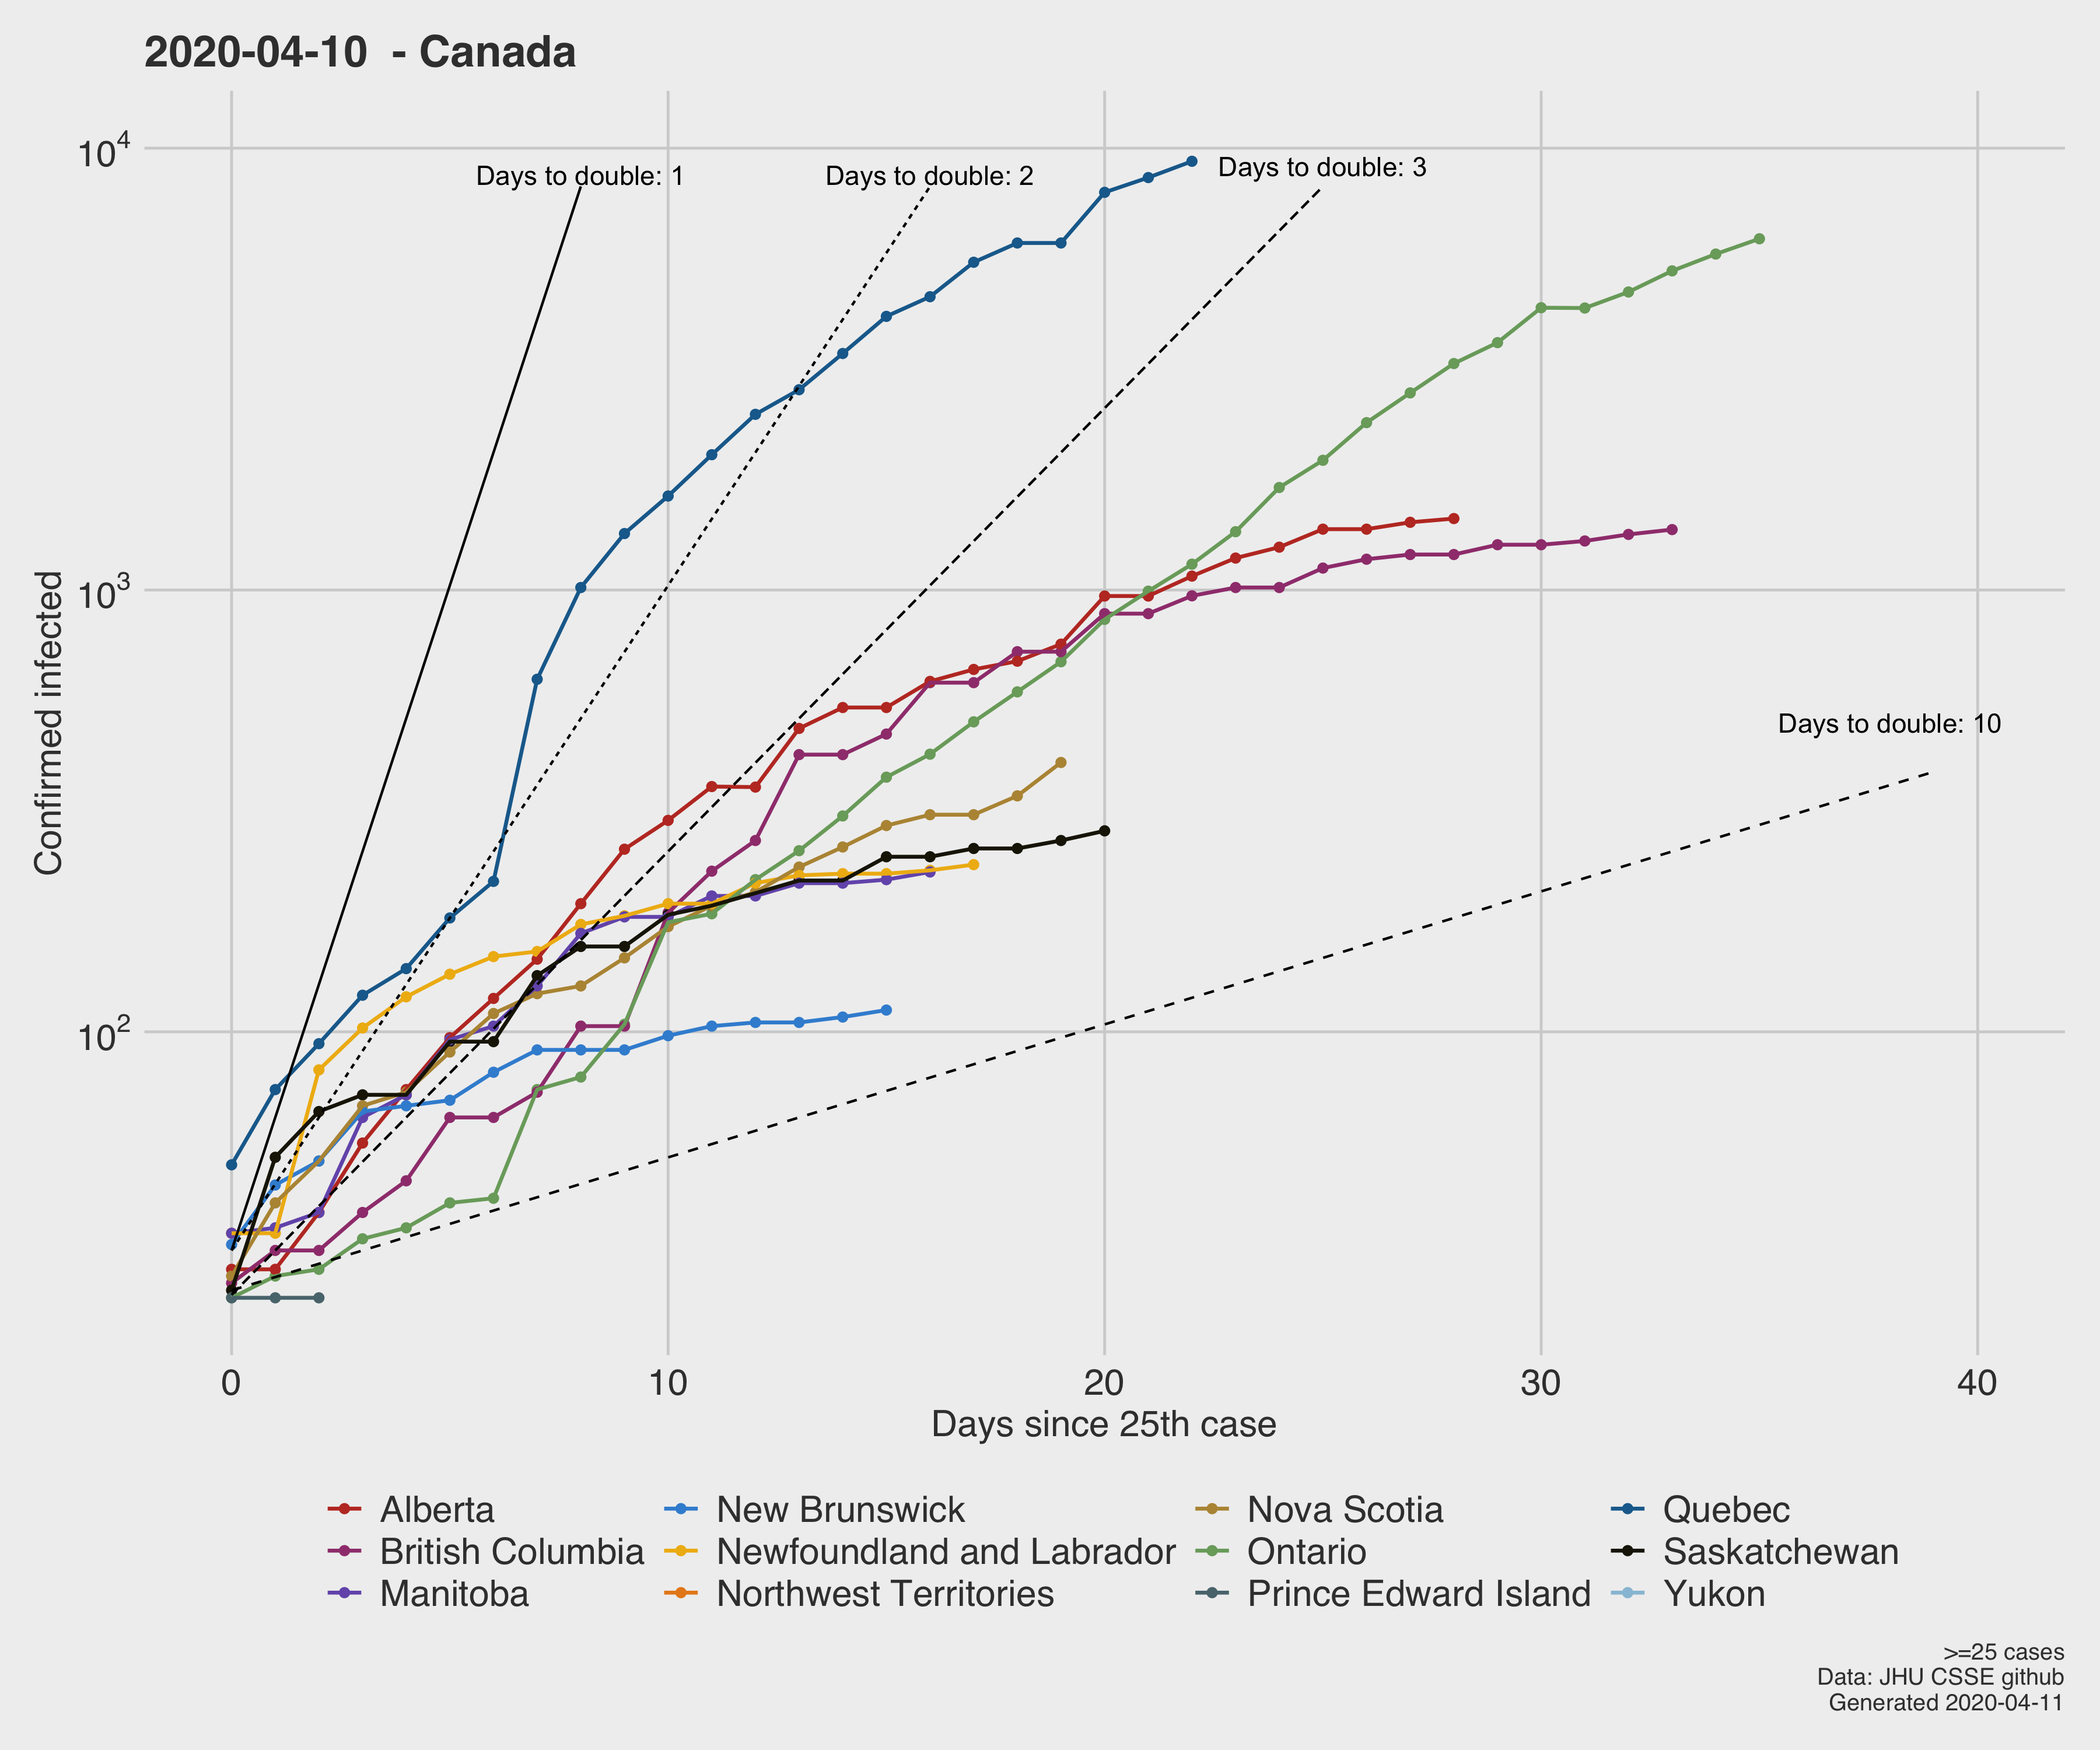 2020-04-10  - Canada
10^4
10^3
10^2
Confirmed infected
Days to double: 1
Days to double: 2
Days to double: 3
Days to double: 10
0 10 20 30 40
Days since 25th case
Alberta New Brunswick Nova Scotia Quebec
British Columbia Newfoundland and Labrador Ontario Saskatchewan
Manitoba Northwest Territories Prince Edward Island Yukon
>=25 cases
Data: JHU CSSE github
Generated 2020-04-11